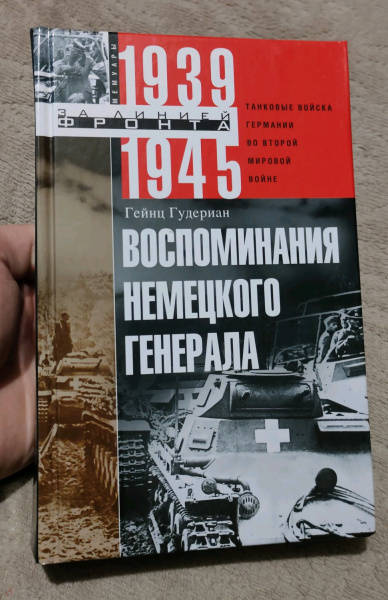 МЕМУАРЫ
1939
ЗА ЛИНИЕЙ
ФРОНТА
1945
ТАНКОВЫЕ ВОЙСКА
ГЕРМАНИИ
ВО ВТОРОЙ
МИРОВОЙ
ВОЙНЕ
Гейнц Гудериан
ВОСПОМИНАНИЯ
НЕМЕЦКОГО
ГЕНЕРАЛА